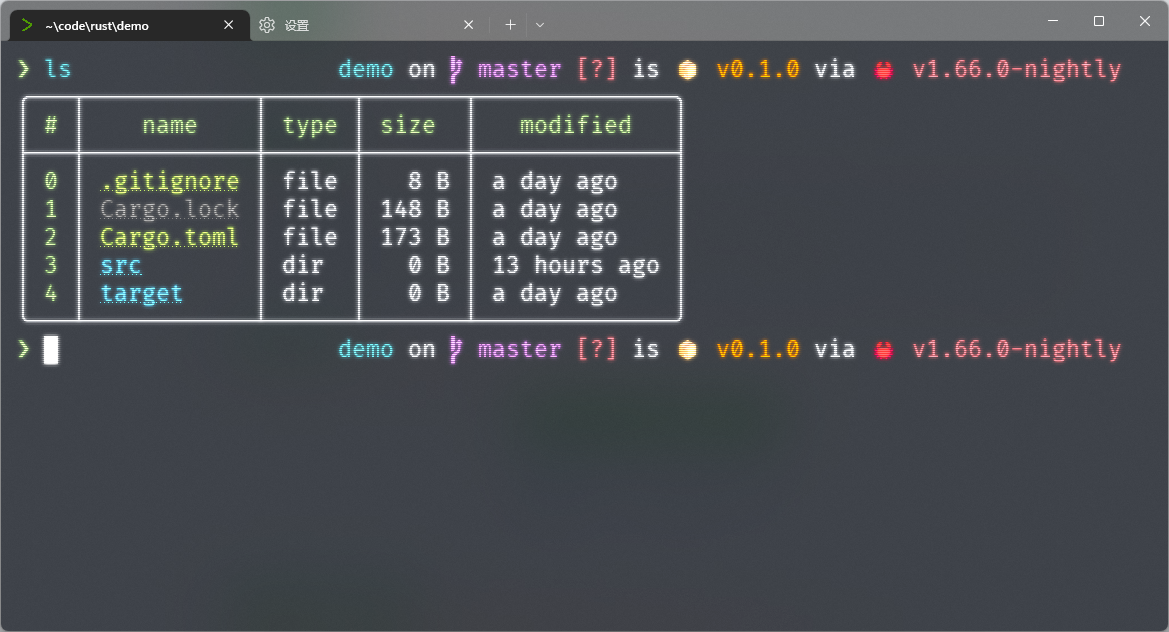 ~\code\rust\demo 设置
❯ ls demo on master [?] is v0.1.0 via v1.66.0-nightly
# name type size modified
0 .gitignore file 8 B a day ago
1 Cargo.lock file 148 B a day ago
2 Cargo.toml file 173 B a day ago
3 src dir 0 B 13 hours ago
4 target dir 0 B a day ago
❯ demo on master [?] is v0.1.0 via v1.66.0-nightly